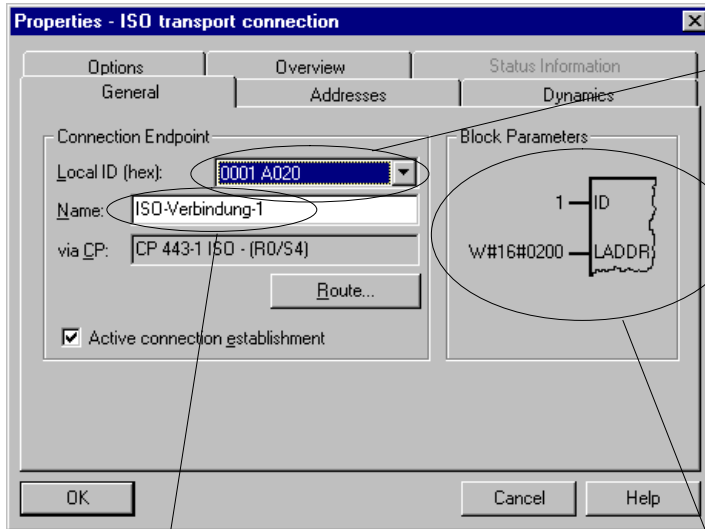 Properties - ISO transport connection
Options Overview Status Information
General Addresses Dynamics
Connection Endpoint
Local ID (hex): 0001 A020
Name: ISO-Verbindung-1
via CP: CP 443-1 ISO - (R0/S4)
Route...
Active connection establishment
Block Parameters
1 ID
W#16#0200 LADDR
OK Cancel Help